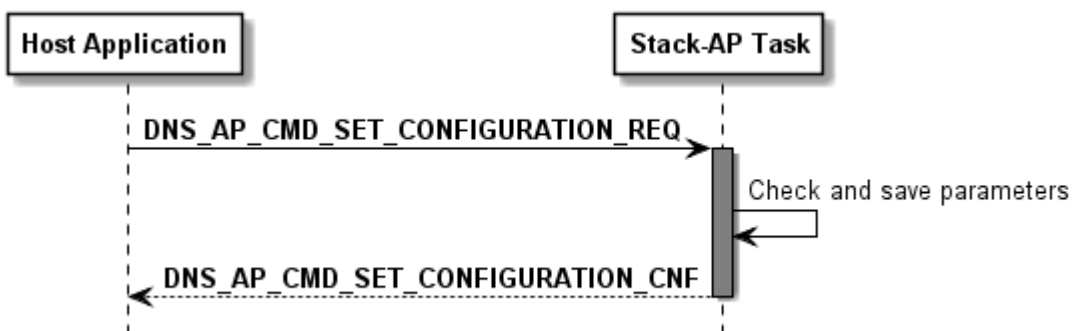 Host Application
Stack-AP Task
DNS_AP_CMD_SET_CONFIGURATION_REQ
Check and save parameters
DNS_AP_CMD_SET_CONFIGURATION_CNF